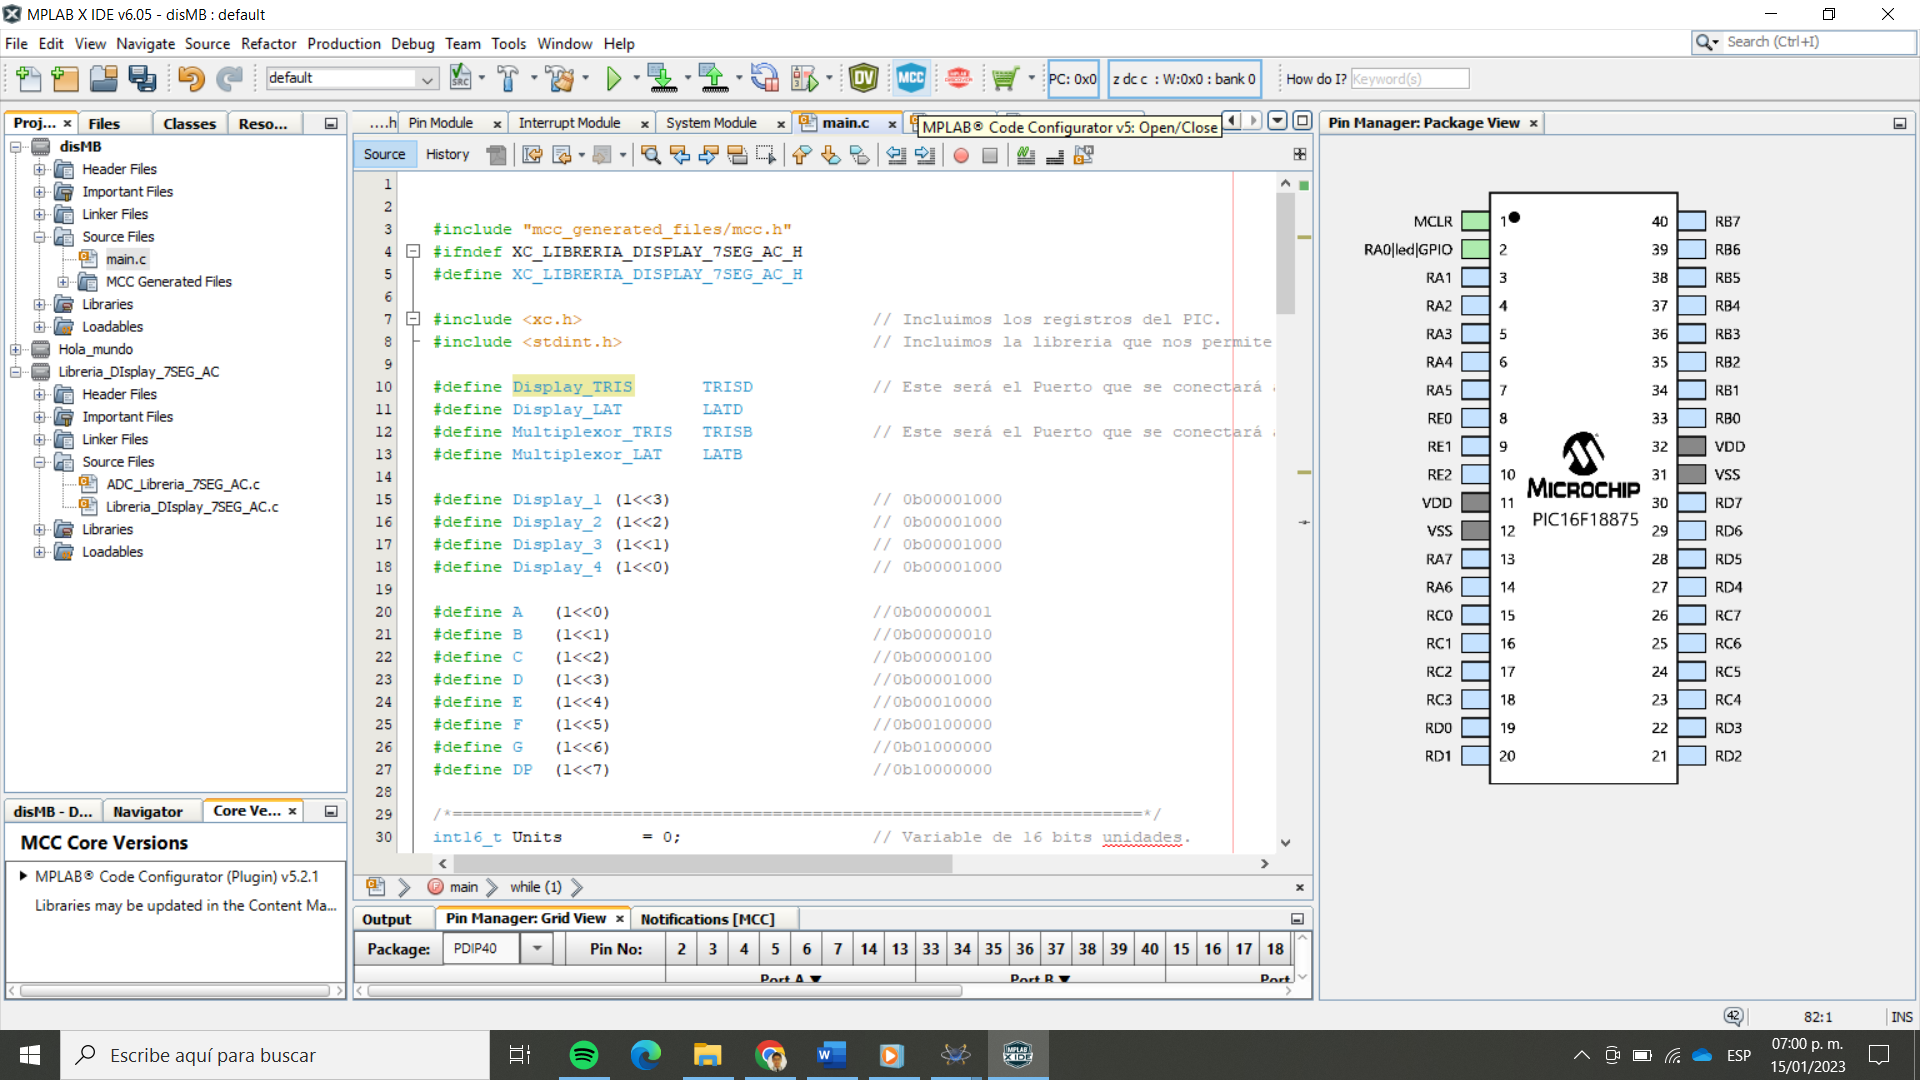 MPLAB X IDE v6.05 - disMB : default
File Edit View Navigate Source Refactor Production Debug Team Tools Window Help
Search (Ctrl+I)
default
SRC
DV
MCC
PC: 0x0
z dc c : W:0x0 : bank 0
How do I?
Keyword(s)
Proj... × Files Classes Reso...
disMB
Header Files
Important Files
Linker Files
Source Files
main.c
MCC Generated Files
Libraries
Loadables
Hola_mundo
Libreria_DIsplay_7SEG_AC
Header Files
Important Files
Linker Files
Source Files
ADC_Libreria_7SEG_AC.c
Libreria_DIsplay_7SEG_AC.c
Libraries
Loadables
disMB - D... Navigator Core Ve... ×
MCC Core Versions
MPLAB® Code Configurator (Plugin) v5.2.1
Libraries may be updated in the Content Ma...
....h Pin Module × Interrupt Module × System Module × main.c ×
MPLAB® Code Configurator v5: Open/Close
Source History
1
2
3 #include "mcc_generated_files/mcc.h"
4 #ifndef XC_LIBRERIA_DISPLAY_7SEG_AC_H
5 #define XC_LIBRERIA_DISPLAY_7SEG_AC_H
6
7 #include <xc.h> // Incluimos los registros del PIC.
8 #include <stdint.h> // Incluimos la libreria que nos permite
9
10 #define Display_TRIS TRISD // Este será el Puerto que se conectará
11 #define Display_LAT LATD
12 #define Multiplexor_TRIS TRISB // Este será el Puerto que se conectará
13 #define Multiplexor_LAT LATB
14
15 #define Display_1 (1<<3) // 0b00001000
16 #define Display_2 (1<<2) // 0b00001000
17 #define Display_3 (1<<1) // 0b00001000
18 #define Display_4 (1<<0) // 0b00001000
19
20 #define A (1<<0) //0b00000001
21 #define B (1<<1) //0b00000010
22 #define C (1<<2) //0b00000100
23 #define D (1<<3) //0b00001000
24 #define E (1<<4) //0b00010000
25 #define F (1<<5) //0b00100000
26 #define G (1<<6) //0b01000000
27 #define DP (1<<7) //0b10000000
28
29 /*=====================================================================*/
30 int16_t Units = 0; // Variable de 16 bits unidades.
main while (1) ×
Output Pin Manager: Grid View × Notifications [MCC]
Package: PDIP40 Pin No: 2 3 4 5 6 7 14 13 33 34 35 36 37 38 39 40 15 16 17 18
Port A ▼ Port B ▼ Port
Pin Manager: Package View ×
MCLR 1 40 RB7
RA0|led|GPIO 2 39 RB6
RA1 3 38 RB5
RA2 4 37 RB4
RA3 5 36 RB3
RA4 6 35 RB2
RA5 7 34 RB1
RE0 8 33 RB0
RE1 9 32 VDD
RE2 10 31 VSS
VDD 11 30 RD7
VSS 12 29 RD6
RA7 13 28 RD5
RA6 14 27 RD4
RC0 15 26 RC7
RC1 16 25 RC6
RC2 17 24 RC5
RC3 18 23 RC4
RD0 19 22 RD3
RD1 20 21 RD2
MICROCHIP
PIC16F18875
42
82:1
INS
Escribe aquí para buscar
ESP
07:00 p. m.
15/01/2023